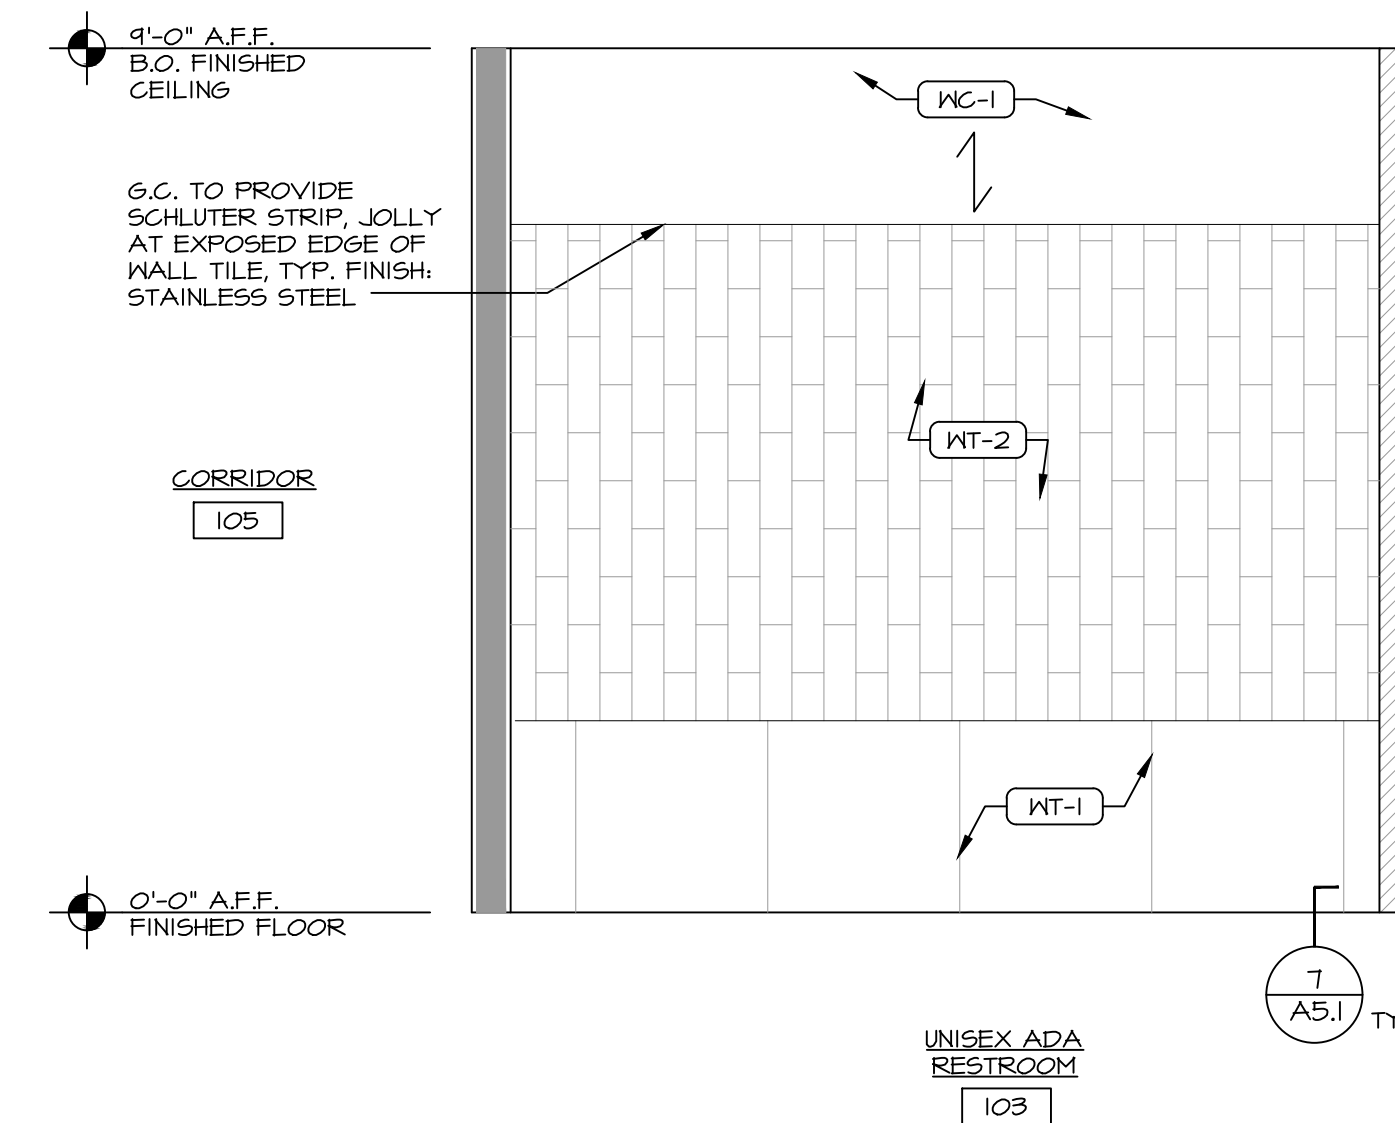 9'-0" A.F.F.
B.O. FINISHED
CEILING
WC-1
G.C. TO PROVIDE
SCHLUTER STRIP, JOLLY
AT EXPOSED EDGE OF
WALL TILE, TYP. FINISH:
STAINLESS STEEL
WT-2
CORRIDOR
105
WT-1
0'-0" A.F.F.
FINISHED FLOOR
7
A5.1
TY
UNISEX ADA
RESTROOM
103